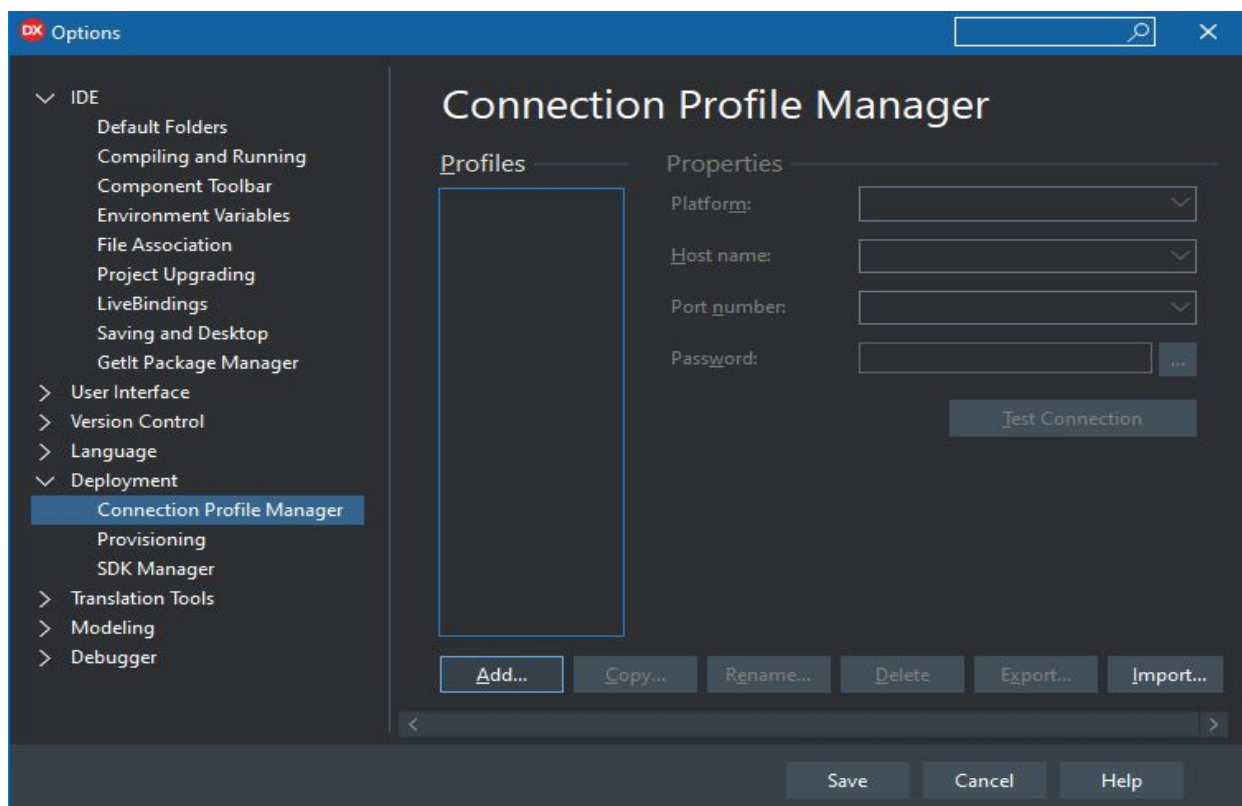 DX Options
IDE
Default Folders
Compiling and Running
Component Toolbar
Environment Variables
File Association
Project Upgrading
LiveBindings
Saving and Desktop
GetIt Package Manager
User Interface
Version Control
Language
Deployment
Connection Profile Manager
Provisioning
SDK Manager
Translation Tools
Modeling
Debugger
Connection Profile Manager
Profiles
Properties
Platform:
Host name:
Port number:
Password:
...
Test Connection
Add...
Copy...
Rename...
Delete
Export...
Import...
Save
Cancel
Help